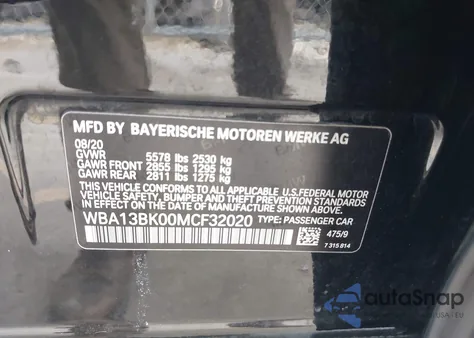 MFD BY BAYERISCHE MOTOREN WERKE AG
08/20
GVWR 5578 lbs 2530 kg
GAWR FRONT 2855 lbs 1295 kg
GAWR REAR 2811 lbs 1275 kg
THIS VEHICLE CONFORMS TO ALL APPLICABLE U.S.FEDERAL MOTOR
VEHICLE SAFETY, BUMPER, AND THEFT PREVENTION
STANDARDS IN EFFECT ON THE DATE OF MANUFACTURE SHOWN ABOVE.
WBA13BK00MCF32020 TYPE: PASSENGER CAR
475/9
7 315 814
autoSnap
USA | EU